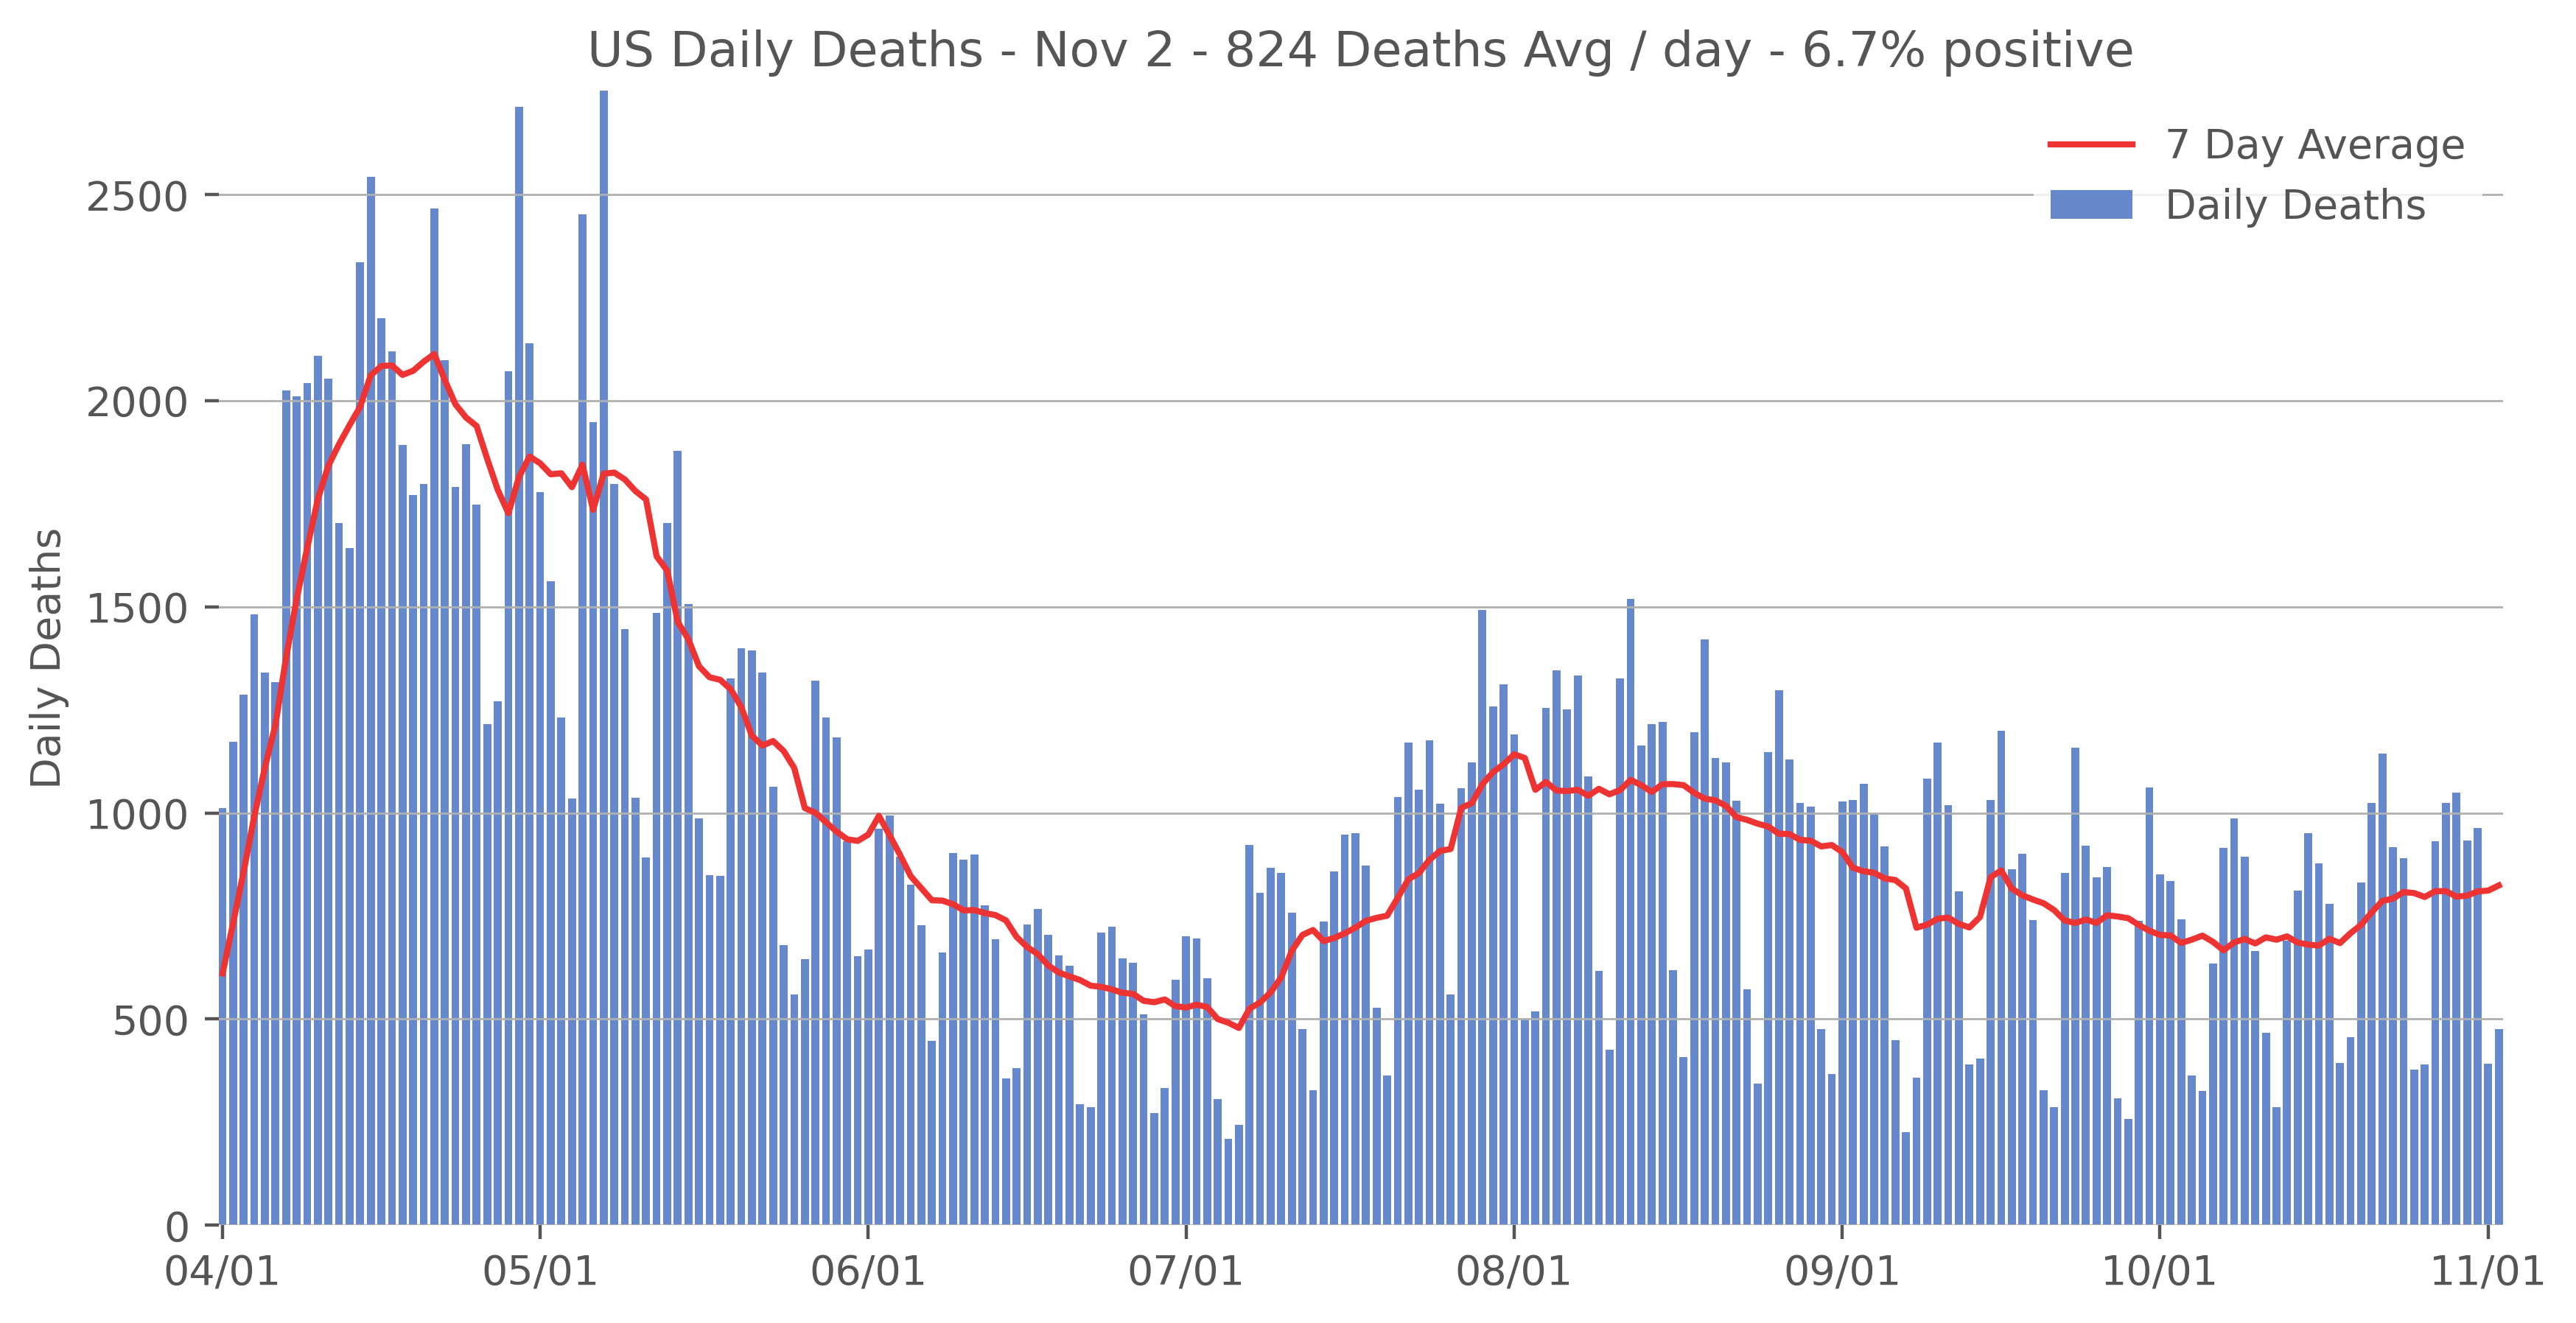 US Daily Deaths - Nov 2 - 824 Deaths Avg / day - 6.7% positive
7 Day Average
Daily Deaths
Daily Deaths
2500
2000
1500
1000
500
0
04/01 05/01 06/01 07/01 08/01 09/01 10/01 11/01